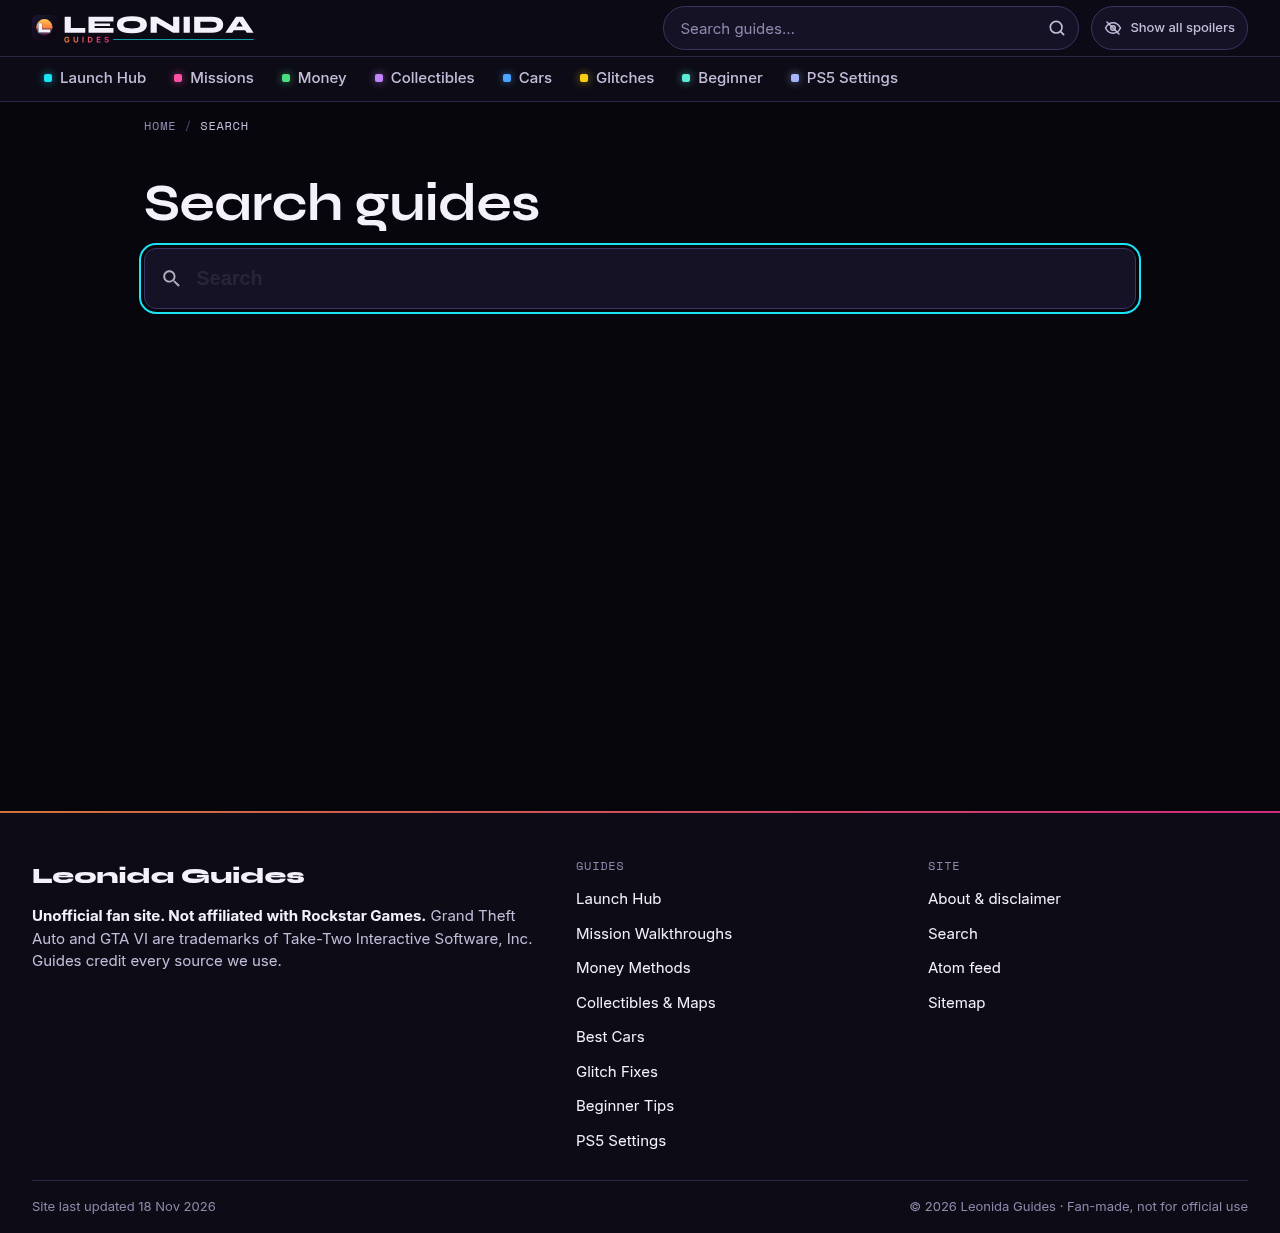 LEONIDA
GUIDES
Search guides...
Show all spoilers
Launch Hub
Missions
Money
Collectibles
Cars
Glitches
Beginner
PS5 Settings
HOME / SEARCH
Search guides
Search
Leonida Guides
Unofficial fan site. Not affiliated with Rockstar Games. Grand Theft
Auto and GTA VI are trademarks of Take-Two Interactive Software, Inc.
Guides credit every source we use.
GUIDES
Launch Hub
Mission Walkthroughs
Money Methods
Collectibles & Maps
Best Cars
Glitch Fixes
Beginner Tips
PS5 Settings
SITE
About & disclaimer
Search
Atom feed
Sitemap
Site last updated 18 Nov 2026
© 2026 Leonida Guides · Fan-made, not for official use